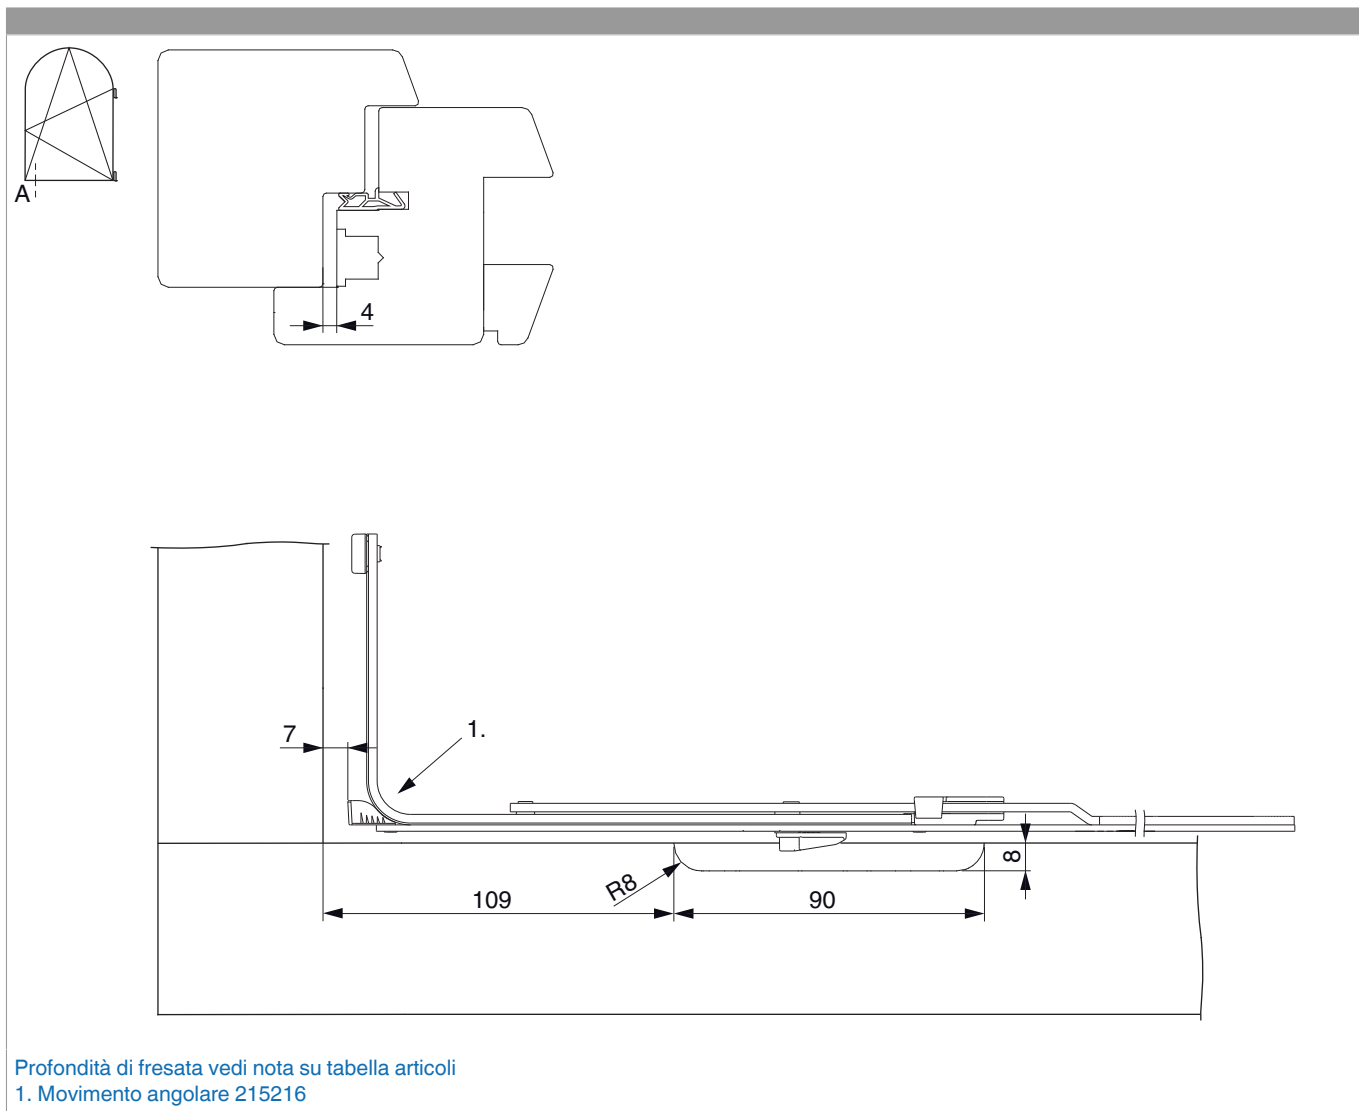 A
4
7
1.
8
R8
109
90
Profondità di fresata vedi nota su tabella articoli
1. Movimento angolare 215216